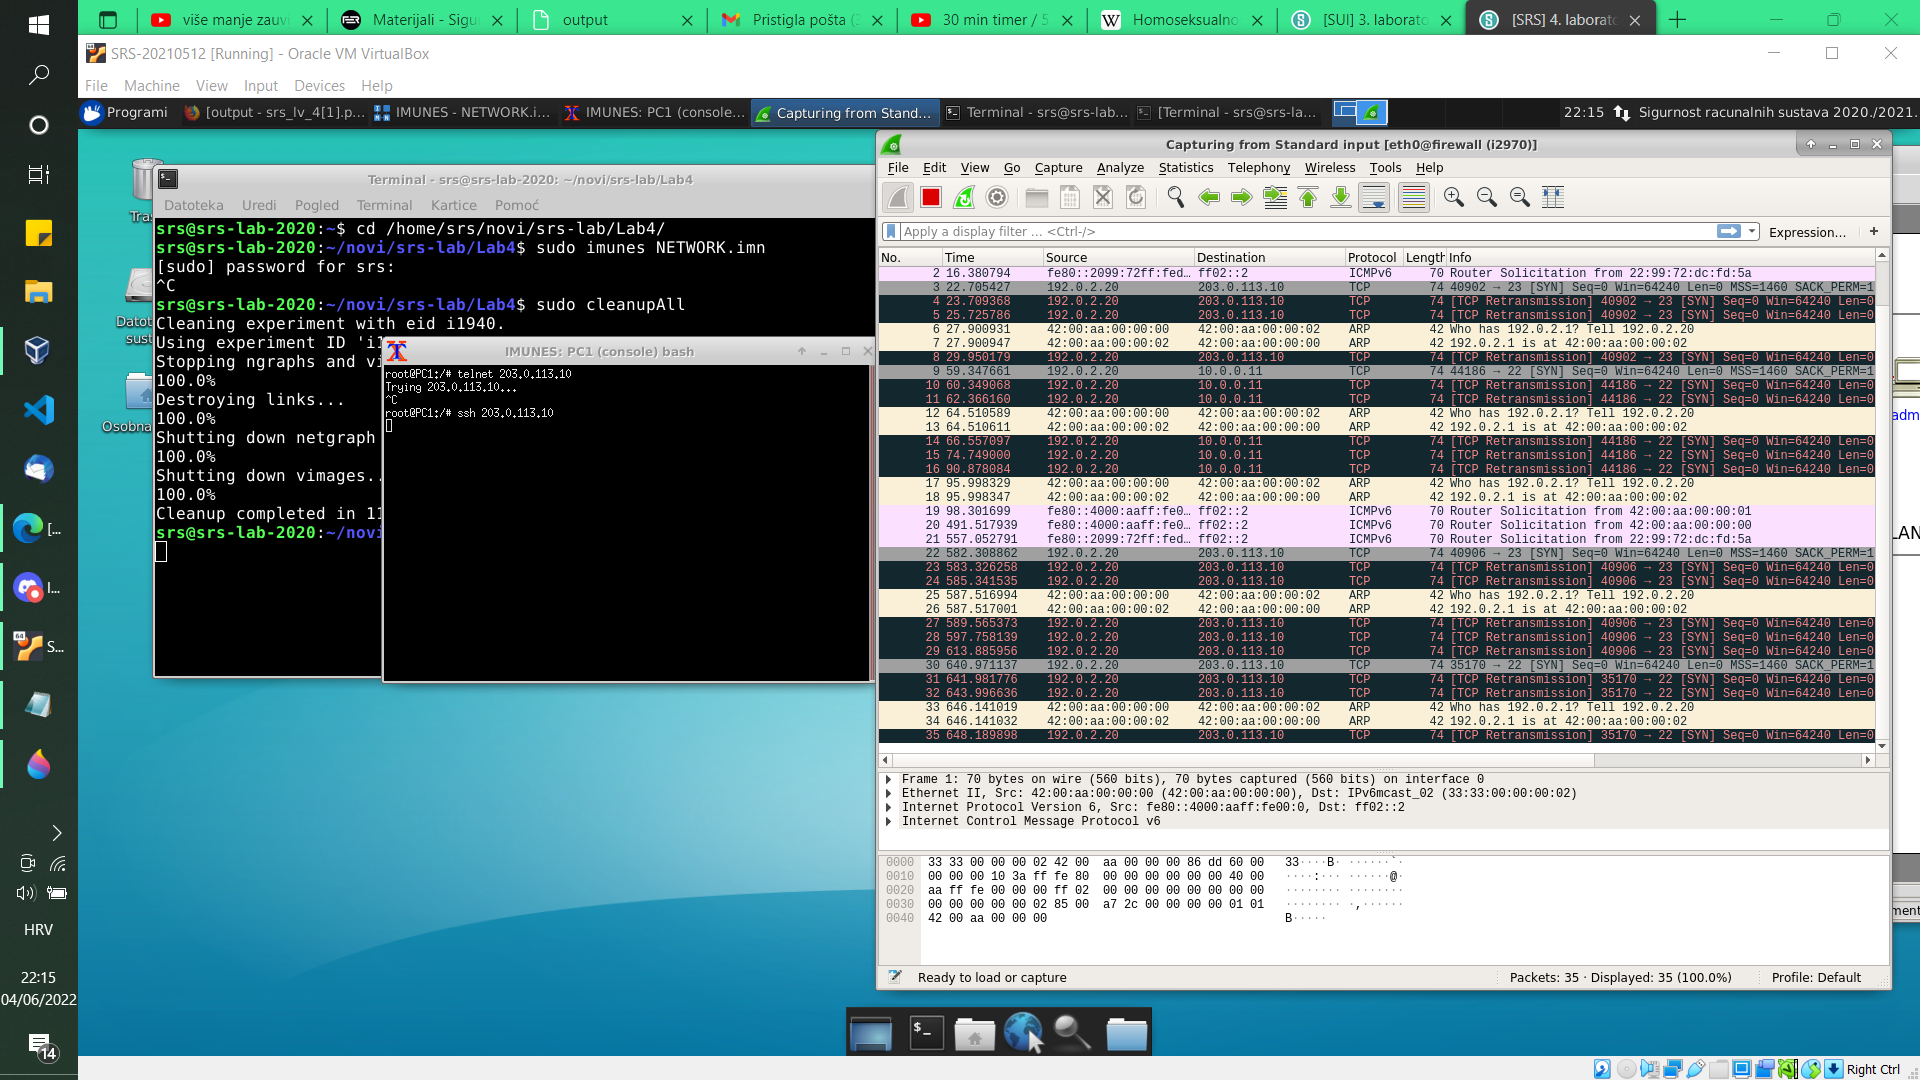 više manje zauvi
Materijali - Sigu
output
Pristigla pošta (3
30 min timer / 5
Homoseksualno
[SUI] 3. laborato
[SRS] 4. laborato
SRS-20210512 [Running] - Oracle VM VirtualBox
File Machine View Input Devices Help
Programi
[output - srs_lv_4[1].p...
IMUNES - NETWORK.i...
IMUNES: PC1 (console...
Capturing from Stand...
Terminal - srs@srs-lab...
[Terminal - srs@srs-la...
22:15
Sigurnost racunalnih sustava 2020./2021.
Terminal - srs@srs-lab-2020: ~/novi/srs-lab/Lab4
Datoteka Uredi Pogled Terminal Kartice Pomoć
srs@srs-lab-2020:~$ cd /home/srs/novi/srs-lab/Lab4/
srs@srs-lab-2020:~/novi/srs-lab/Lab4$ sudo imunes NETWORK.imn
[sudo] password for srs:
^C
srs@srs-lab-2020:~/novi/srs-lab/Lab4$ sudo cleanupAll
Cleaning experiment with eid i1940.
Using experiment ID 'i
Stopping ngraphs and vi
100.0%
Destroying links...
100.0%
Shutting down netgraph
100.0%
Shutting down vimages..
100.0%
Cleanup completed in 11
srs@srs-lab-2020:~/novi
IMUNES: PC1 (console) bash
root@PC1:/# telnet 203.0.113.10
Trying 203.0.113.10...
^C
root@PC1:/# ssh 203.0.113.10
Capturing from Standard input [eth0@firewall (i2970)]
File Edit View Go Capture Analyze Statistics Telephony Wireless Tools Help
Apply a display filter ... <Ctrl-/>
Expression... +
No. Time Source Destination Protocol Length Info
2 16.380794 fe80::2099:72ff:fed… ff02::2 ICMPv6 70 Router Solicitation from 22:99:72:dc:fd:5a
3 22.705427 192.0.2.20 203.0.113.10 TCP 74 40902 → 23 [SYN] Seq=0 Win=64240 Len=0 MSS=1460 SACK_PERM=1
4 23.709368 192.0.2.20 203.0.113.10 TCP 74 [TCP Retransmission] 40902 → 23 [SYN] Seq=0 Win=64240 Len=0
5 25.725786 192.0.2.20 203.0.113.10 TCP 74 [TCP Retransmission] 40902 → 23 [SYN] Seq=0 Win=64240 Len=0
6 27.900931 42:00:aa:00:00:00 42:00:aa:00:00:02 ARP 42 Who has 192.0.2.1? Tell 192.0.2.20
7 27.900947 42:00:aa:00:00:02 42:00:aa:00:00:00 ARP 42 192.0.2.1 is at 42:00:aa:00:00:02
8 29.950179 192.0.2.20 203.0.113.10 TCP 74 [TCP Retransmission] 40902 → 23 [SYN] Seq=0 Win=64240 Len=0
9 59.347661 192.0.2.20 10.0.0.11 TCP 74 44186 → 22 [SYN] Seq=0 Win=64240 Len=0 MSS=1460 SACK_PERM=1
10 60.349068 192.0.2.20 10.0.0.11 TCP 74 [TCP Retransmission] 44186 → 22 [SYN] Seq=0 Win=64240 Len=0
11 62.366160 192.0.2.20 10.0.0.11 TCP 74 [TCP Retransmission] 44186 → 22 [SYN] Seq=0 Win=64240 Len=0
12 64.510589 42:00:aa:00:00:00 42:00:aa:00:00:02 ARP 42 Who has 192.0.2.1? Tell 192.0.2.20
13 64.510611 42:00:aa:00:00:02 42:00:aa:00:00:00 ARP 42 192.0.2.1 is at 42:00:aa:00:00:02
14 66.557097 192.0.2.20 10.0.0.11 TCP 74 [TCP Retransmission] 44186 → 22 [SYN] Seq=0 Win=64240 Len=0
15 74.749000 192.0.2.20 10.0.0.11 TCP 74 [TCP Retransmission] 44186 → 22 [SYN] Seq=0 Win=64240 Len=0
16 90.878084 192.0.2.20 10.0.0.11 TCP 74 [TCP Retransmission] 44186 → 22 [SYN] Seq=0 Win=64240 Len=0
17 95.998329 42:00:aa:00:00:00 42:00:aa:00:00:02 ARP 42 Who has 192.0.2.1? Tell 192.0.2.20
18 95.998347 42:00:aa:00:00:02 42:00:aa:00:00:00 ARP 42 192.0.2.1 is at 42:00:aa:00:00:02
19 98.301699 fe80::4000:aaff:fe0… ff02::2 ICMPv6 70 Router Solicitation from 42:00:aa:00:00:01
20 491.517939 fe80::4000:aaff:fe0… ff02::2 ICMPv6 70 Router Solicitation from 42:00:aa:00:00:00
21 557.052791 fe80::2099:72ff:fed… ff02::2 ICMPv6 70 Router Solicitation from 22:99:72:dc:fd:5a
22 582.308862 192.0.2.20 203.0.113.10 TCP 74 40906 → 23 [SYN] Seq=0 Win=64240 Len=0 MSS=1460 SACK_PERM=1
23 583.326258 192.0.2.20 203.0.113.10 TCP 74 [TCP Retransmission] 40906 → 23 [SYN] Seq=0 Win=64240 Len=0
24 585.341535 192.0.2.20 203.0.113.10 TCP 74 [TCP Retransmission] 40906 → 23 [SYN] Seq=0 Win=64240 Len=0
25 587.516994 42:00:aa:00:00:00 42:00:aa:00:00:02 ARP 42 Who has 192.0.2.1? Tell 192.0.2.20
26 587.517001 42:00:aa:00:00:02 42:00:aa:00:00:00 ARP 42 192.0.2.1 is at 42:00:aa:00:00:02
27 589.565373 192.0.2.20 203.0.113.10 TCP 74 [TCP Retransmission] 40906 → 23 [SYN] Seq=0 Win=64240 Len=0
28 597.758139 192.0.2.20 203.0.113.10 TCP 74 [TCP Retransmission] 40906 → 23 [SYN] Seq=0 Win=64240 Len=0
29 613.885956 192.0.2.20 203.0.113.10 TCP 74 [TCP Retransmission] 40906 → 23 [SYN] Seq=0 Win=64240 Len=0
30 640.971137 192.0.2.20 203.0.113.10 TCP 74 35170 → 22 [SYN] Seq=0 Win=64240 Len=0 MSS=1460 SACK_PERM=1
31 641.981776 192.0.2.20 203.0.113.10 TCP 74 [TCP Retransmission] 35170 → 22 [SYN] Seq=0 Win=64240 Len=0
32 643.996636 192.0.2.20 203.0.113.10 TCP 74 [TCP Retransmission] 35170 → 22 [SYN] Seq=0 Win=64240 Len=0
33 646.141019 42:00:aa:00:00:00 42:00:aa:00:00:02 ARP 42 Who has 192.0.2.1? Tell 192.0.2.20
34 646.141032 42:00:aa:00:00:02 42:00:aa:00:00:00 ARP 42 192.0.2.1 is at 42:00:aa:00:00:02
35 648.189898 192.0.2.20 203.0.113.10 TCP 74 [TCP Retransmission] 35170 → 22 [SYN] Seq=0 Win=64240 Len=0
Frame 1: 70 bytes on wire (560 bits), 70 bytes captured (560 bits) on interface 0
Ethernet II, Src: 42:00:aa:00:00:00 (42:00:aa:00:00:00), Dst: IPv6mcast_02 (33:33:00:00:00:02)
Internet Protocol Version 6, Src: fe80::4000:aaff:fe00:0, Dst: ff02::2
Internet Control Message Protocol v6
0000 33 33 00 00 00 02 42 00 aa 00 00 00 86 dd 60 00 33····B· ······`·
0010 00 00 00 10 3a ff fe 80 00 00 00 00 00 00 40 00 ····:··· ······@·
0020 aa ff fe 00 00 00 ff 02 00 00 00 00 00 00 00 00 ········ ········
0030 00 00 00 00 00 02 85 00 a7 2c 00 00 00 00 01 01 ········ ·,······
0040 42 00 aa 00 00 00 B·····
Ready to load or capture
Packets: 35 · Displayed: 35 (100.0%)
Profile: Default
Tras
Datot
sust
Osobna
adm
LAN
ment
[...
I...
S...
HRV
22:15
04/06/2022
14
Right Ctrl